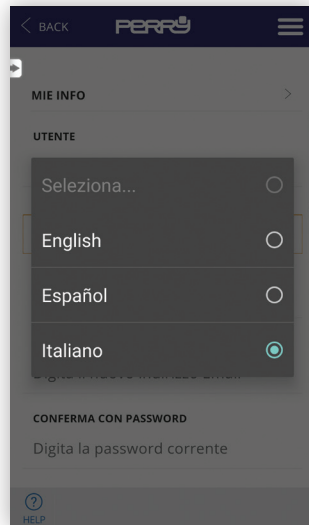 BACK
PERRY
MIE INFO
UTENTE
Seleziona...
English
Español
Italiano
CONFERMA CON PASSWORD
Digita la password corrente
HELP